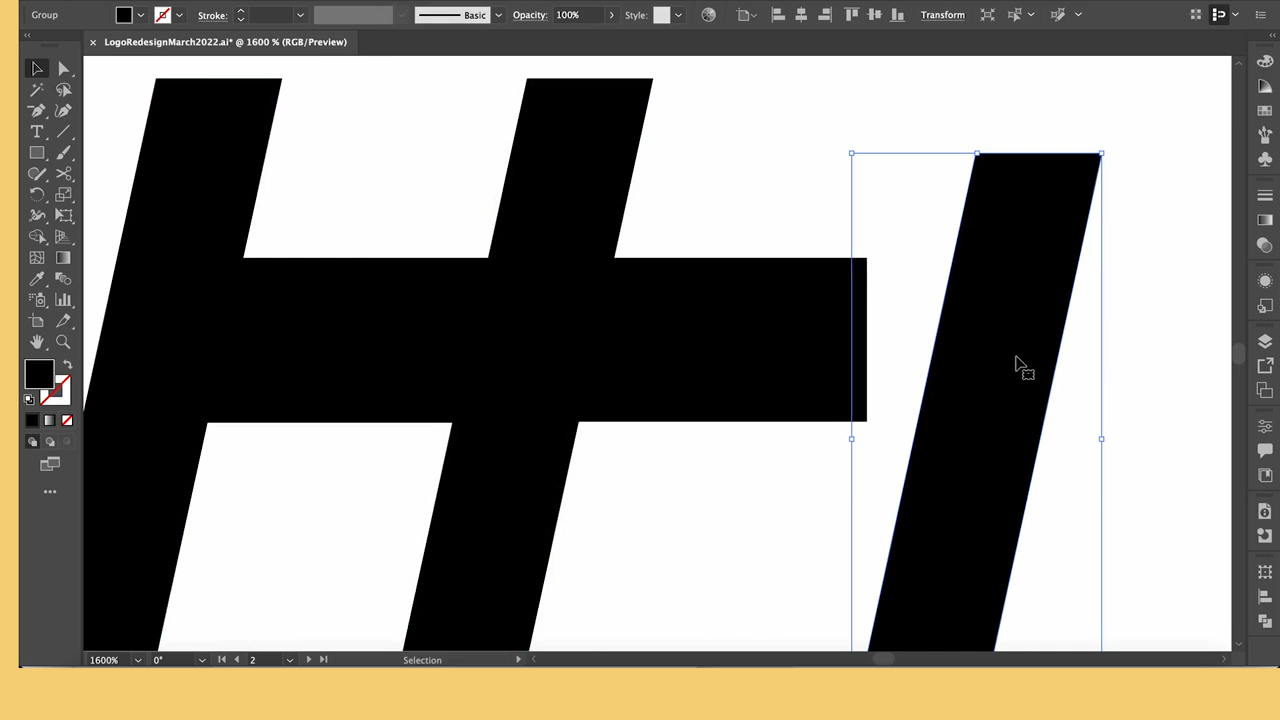 Group Stroke: Basic Opacity: 100% Style: Transform
× LogoRedesignMarch2022.ai* @ 1600 % (RGB/Preview)
1600% 0° 2 Selection